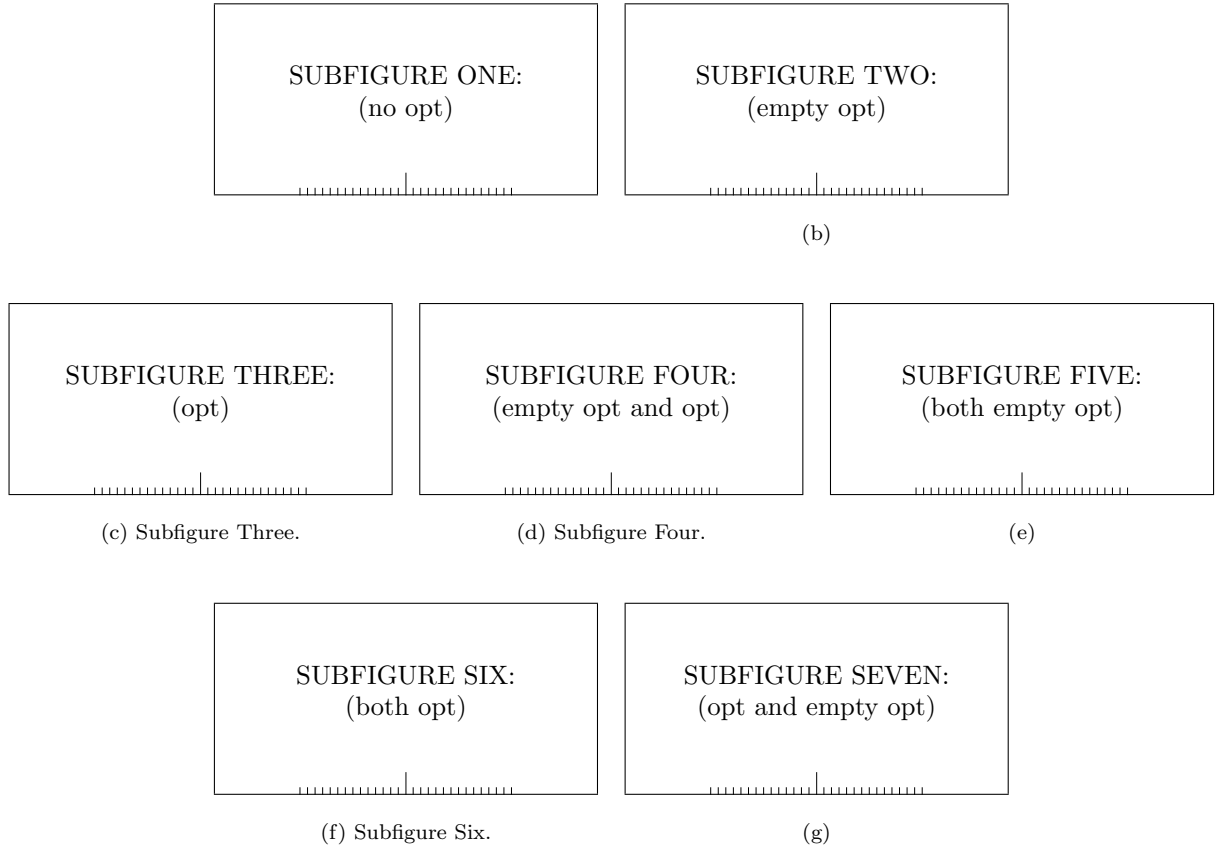 SUBFIGURE ONE:
(no opt)
SUBFIGURE TWO:
(empty opt)
(b)
SUBFIGURE THREE:
(opt)
(c) Subfigure Three.
SUBFIGURE FOUR:
(empty opt and opt)
(d) Subfigure Four.
SUBFIGURE FIVE:
(both empty opt)
(e)
SUBFIGURE SIX:
(both opt)
(f) Subfigure Six.
SUBFIGURE SEVEN:
(opt and empty opt)
(g)